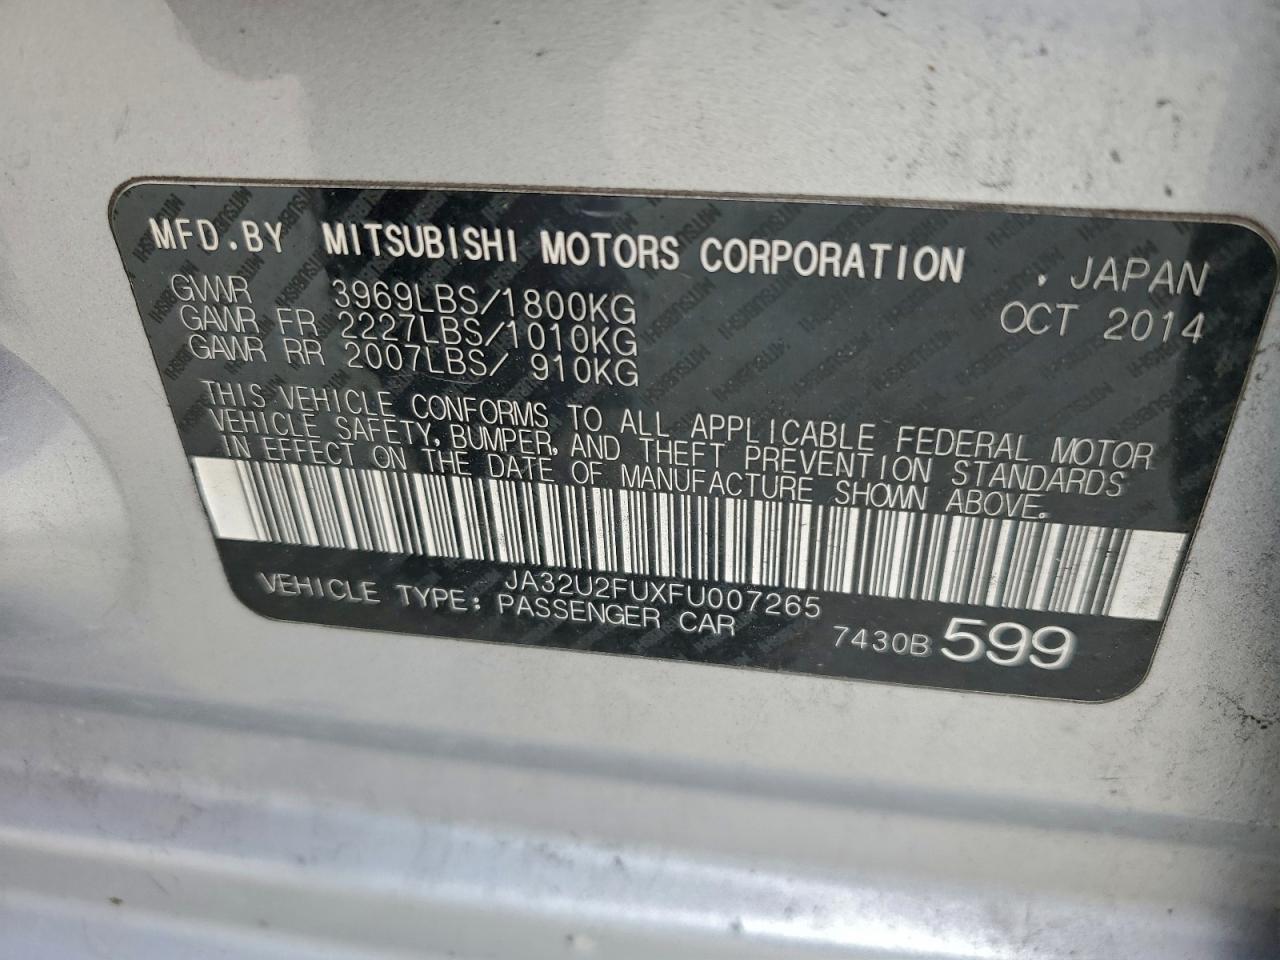 MFD.BY MITSUBISHI MOTORS CORPORATION , JAPAN
GVWR 3969LBS/1800KG OCT 2014
GAWR FR 2227LBS/1010KG
GAWR RR 2007LBS/ 910KG
THIS VEHICLE CONFORMS TO ALL APPLICABLE FEDERAL MOTOR
VEHICLE SAFETY, BUMPER, AND THEFT PREVENTION STANDARDS
IN EFFECT ON THE DATE OF MANUFACTURE SHOWN ABOVE.
JA32U2FUXFU007265
VEHICLE TYPE: PASSENGER CAR
7430B 599